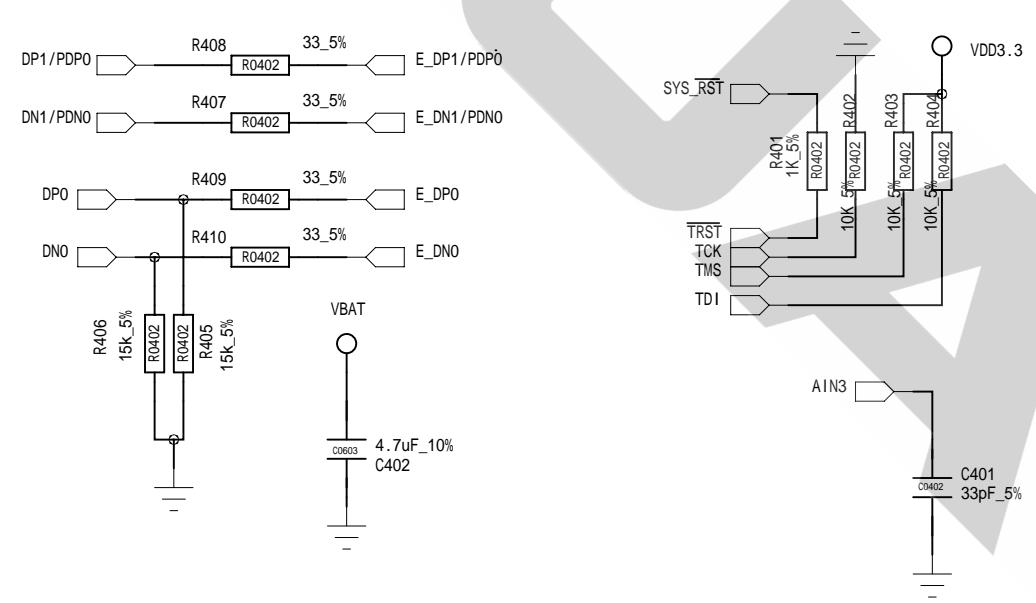 R408 33_5%
DP1/PDP0 R0402 E_DP1/PDP0
R407 33_5%
DN1/PDN0 R0402 E_DN1/PDN0
R409 33_5%
DP0 R0402 E_DP0
R410 33_5%
DN0 R0402 E_DN0
R406
15k_5%
R0402
R0402
R405
15k_5%
VBAT
C0603
4.7uF_10%
C402
VDD3.3
SYS_RST
R401
1K_5%
R0402
R402
R0402
10K_5%
R403
R0402
10K_5%
R404
R0402
10K_5%
TRST
TCK
TMS
TDI
AIN3
C0402
C401
33pF_5%